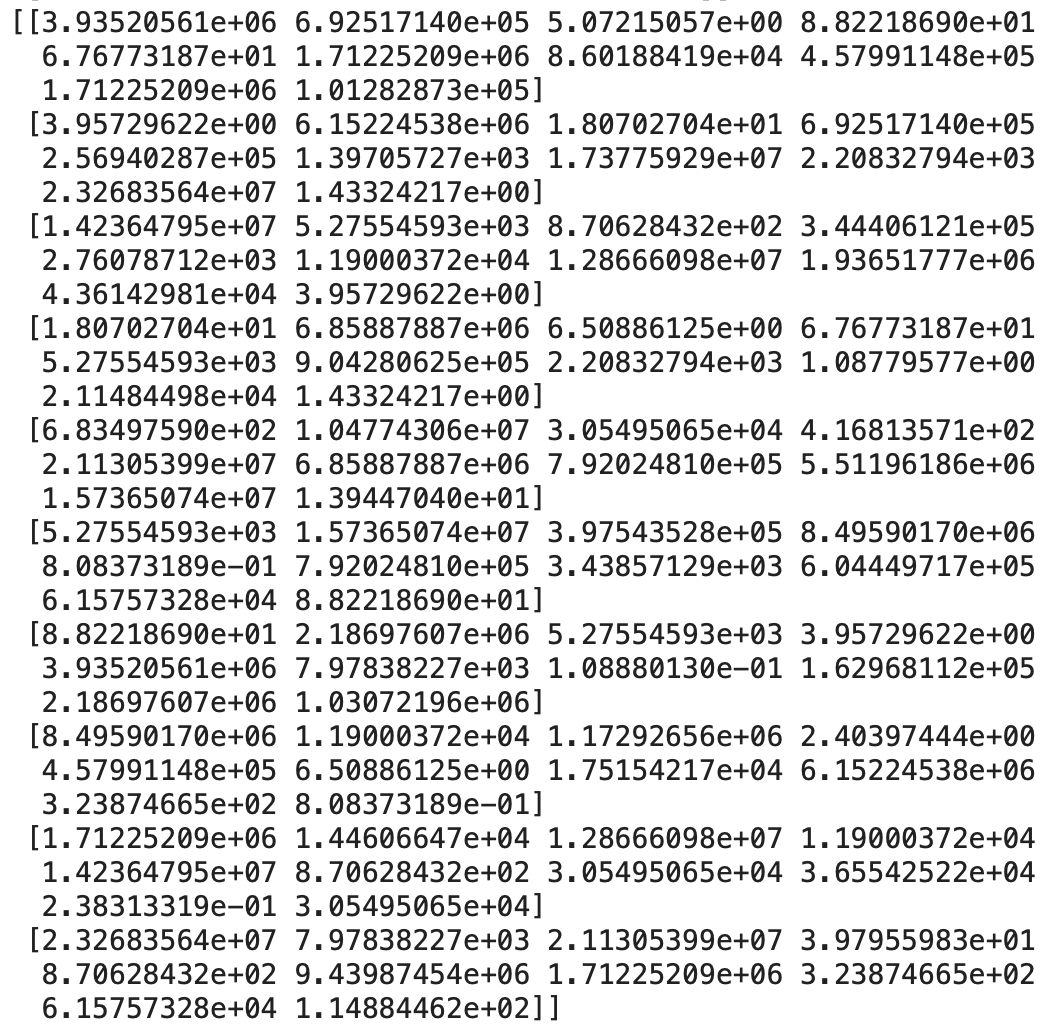 [[3.93520561e+06 6.92517140e+05 5.07215057e+00 8.82218690e+01
6.76773187e+01 1.71225209e+06 8.60188419e+04 4.57991148e+05
1.71225209e+06 1.01282873e+05]
[3.95729622e+00 6.15224538e+06 1.80702704e+01 6.92517140e+05
2.56940287e+05 1.39705727e+03 1.73775929e+07 2.20832794e+03
2.32683564e+07 1.43324217e+00]
[1.42364795e+07 5.27554593e+03 8.70628432e+02 3.44406121e+05
2.76078712e+03 1.19000372e+04 1.28666098e+07 1.93651777e+06
4.36142981e+04 3.95729622e+00]
[1.80702704e+01 6.85887887e+06 6.50886125e+00 6.76773187e+01
5.27554593e+03 9.04280625e+05 2.20832794e+03 1.08779577e+00
2.11484498e+04 1.43324217e+00]
[6.83497590e+02 1.04774306e+07 3.05495065e+04 4.16813571e+02
2.11305399e+07 6.85887887e+06 7.92024810e+05 5.51196186e+06
1.57365074e+07 1.39447040e+01]
[5.27554593e+03 1.57365074e+07 3.97543528e+05 8.49590170e+06
8.08373189e-01 7.92024810e+05 3.43857129e+03 6.04449717e+05
6.15757328e+04 8.82218690e+01]
[8.82218690e+01 2.18697607e+06 5.27554593e+03 3.95729622e+00
3.93520561e+06 7.97838227e+03 1.08880130e-01 1.62968112e+05
2.18697607e+06 1.03072196e+06]
[8.49590170e+06 1.19000372e+04 1.17292656e+06 2.40397444e+00
4.57991148e+05 6.50886125e+00 1.75154217e+04 6.15224538e+06
3.23874665e+02 8.08373189e-01]
[1.71225209e+06 1.44606647e+04 1.28666098e+07 1.19000372e+04
1.42364795e+07 8.70628432e+02 3.05495065e+04 3.65542522e+04
2.38313319e-01 3.05495065e+04]
[2.32683564e+07 7.97838227e+03 2.11305399e+07 3.97955983e+01
8.70628432e+02 9.43987454e+06 1.71225209e+06 3.23874665e+02
6.15757328e+04 1.14884462e+02]]